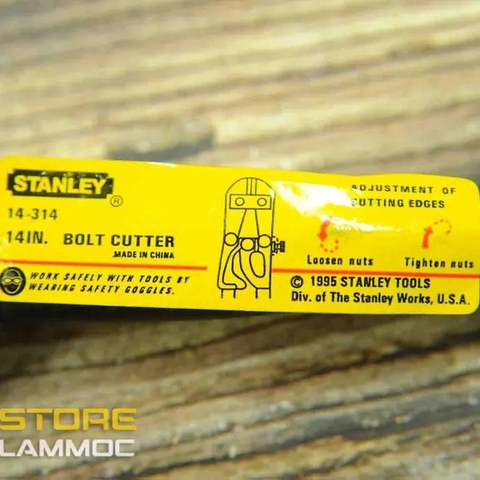 STANLEY®
14-314
14IN. BOLT CUTTER
MADE IN CHINA
WORK SAFELY WITH TOOLS BY
WEARING SAFETY GOGGLES.
ADJUSTMENT OF
CUTTING EDGES
Loosen nuts
Tighten nuts
© 1995 STANLEY TOOLS
Div. of The Stanley Works, U.S.A.
STORE
LAMMOC